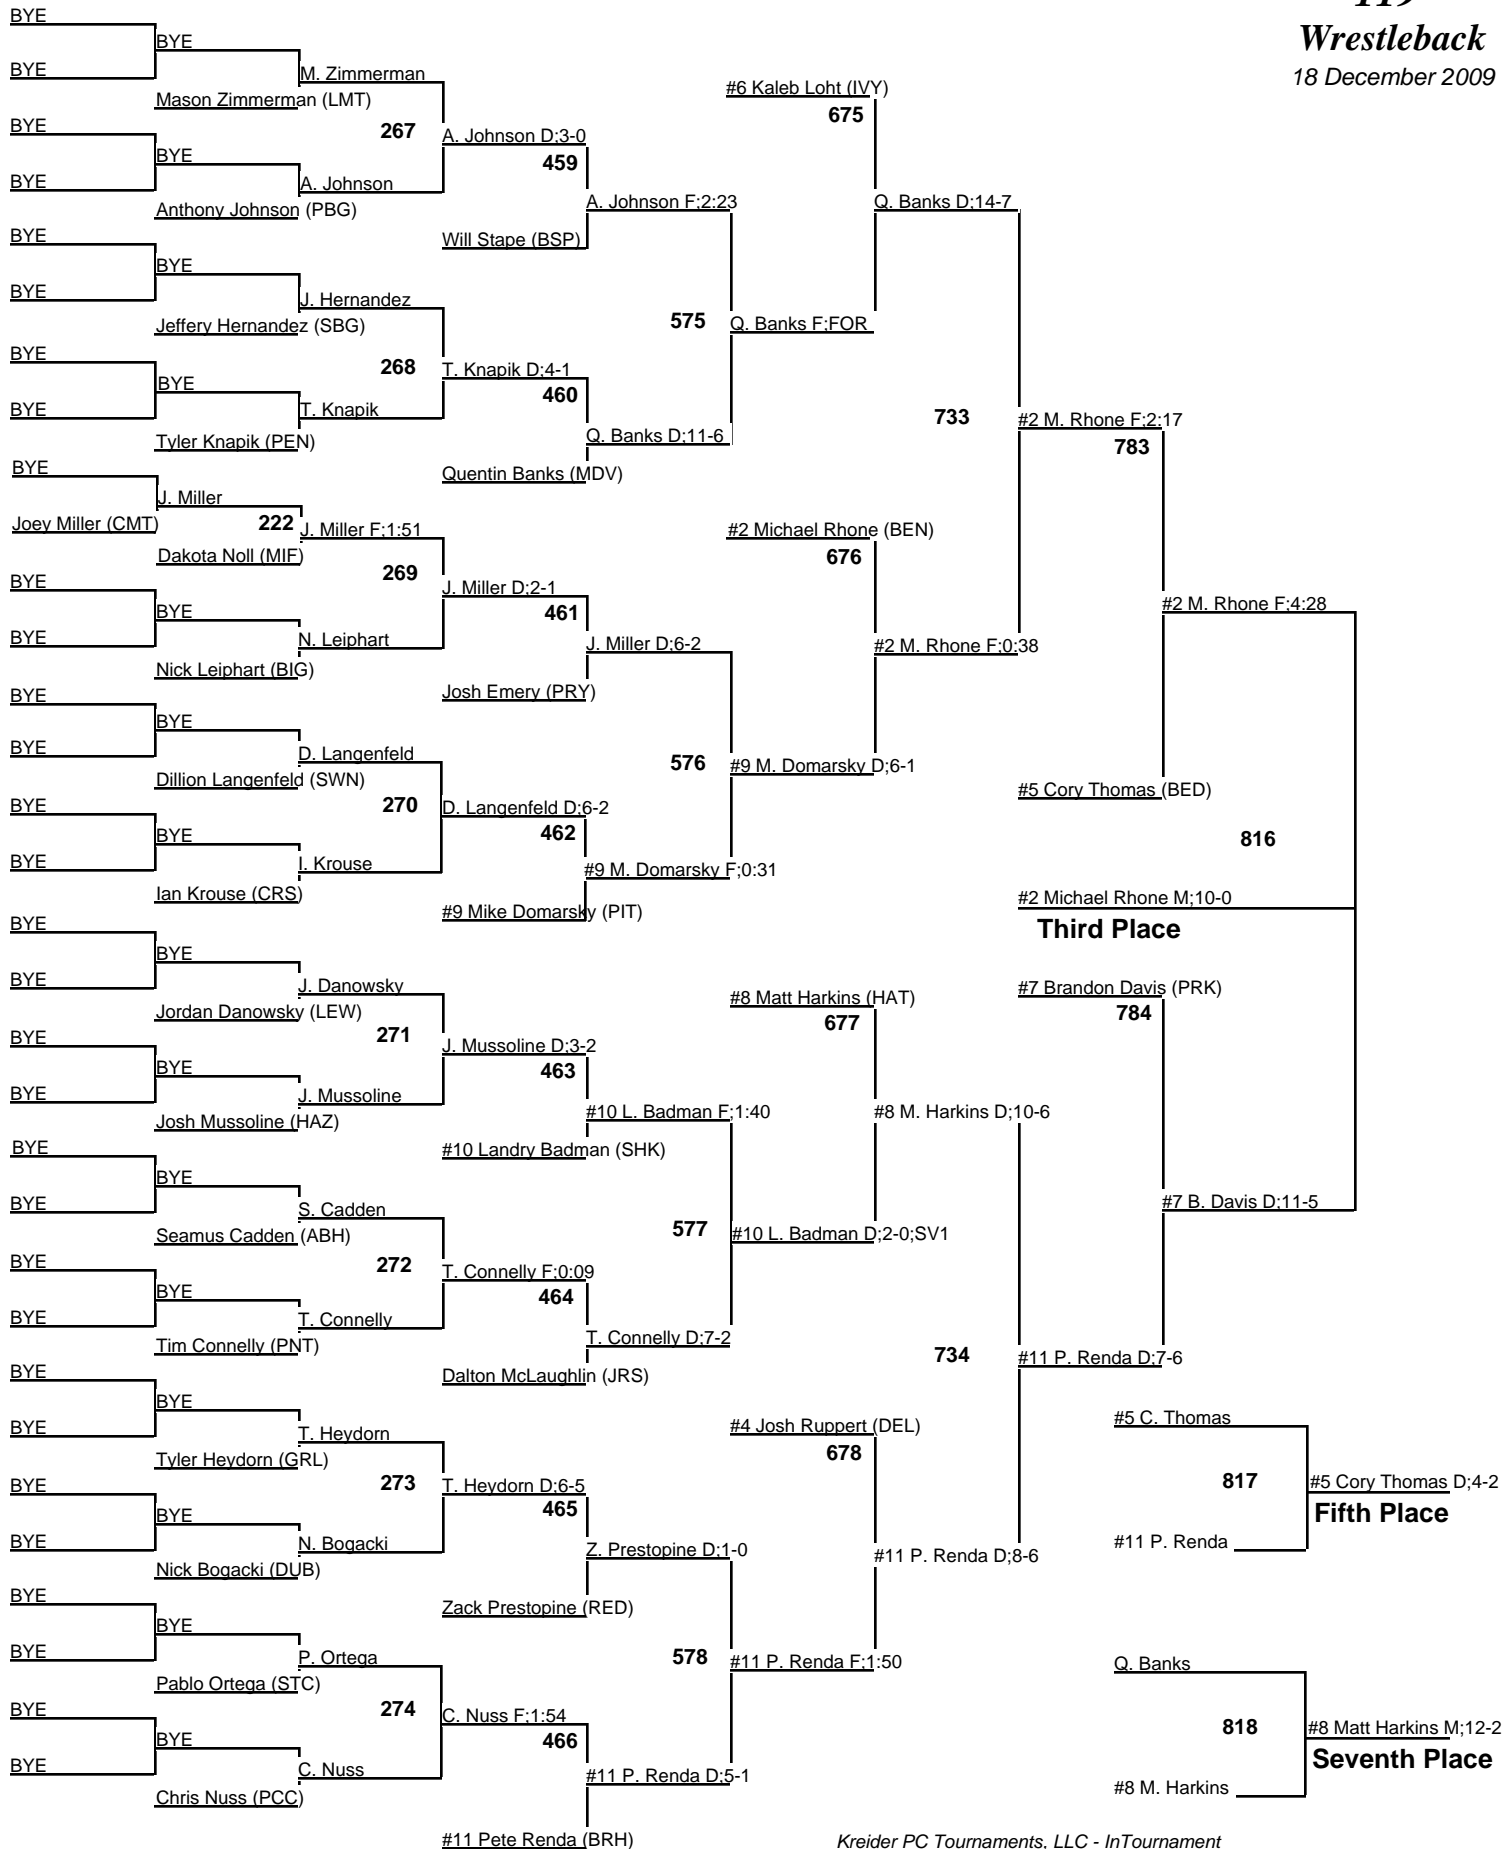 119
Wrestleback
18 December 2009
BYE
BYE
BYE
M. Zimmerman
Mason Zimmerman (LMT)
267
BYE
BYE
BYE
A. Johnson
Anthony Johnson (PBG)
A. Johnson D;3-0
459
A. Johnson F;2:23
Will Stape (BSP)
BYE
BYE
BYE
J. Hernandez
Jeffery Hernandez (SBG)
268
BYE
BYE
BYE
T. Knapik
Tyler Knapik (PEN)
T. Knapik D;4-1
460
Q. Banks D;11-6
Quentin Banks (MDV)
575
Q. Banks F;FOR
#6 Kaleb Loht (IVY)
675
Q. Banks D;14-7
BYE
Joey Miller (CMT)
J. Miller
222
J. Miller F;1:51
Dakota Noll (MIF)
269
BYE
BYE
BYE
N. Leiphart
Nick Leiphart (BIG)
J. Miller D;2-1
461
J. Miller D;6-2
Josh Emery (PRY)
BYE
BYE
BYE
D. Langenfeld
Dillion Langenfeld (SWN)
270
BYE
BYE
BYE
I. Krouse
Ian Krouse (CRS)
D. Langenfeld D;6-2
462
#9 M. Domarsky F;0:31
#9 Mike Domarsky (PIT)
576
#9 M. Domarsky D;6-1
#2 Michael Rhone (BEN)
676
#2 M. Rhone F;0:38
733
#2 M. Rhone F;2:17
783
#2 M. Rhone F;4:28
#5 Cory Thomas (BED)
816
#2 Michael Rhone M;10-0
Third Place
BYE
BYE
BYE
J. Danowsky
Jordan Danowsky (LEW)
271
BYE
BYE
BYE
J. Mussoline
Josh Mussoline (HAZ)
J. Mussoline D;3-2
463
#10 L. Badman F;1:40
#10 Landry Badman (SHK)
BYE
BYE
BYE
S. Cadden
Seamus Cadden (ABH)
272
BYE
BYE
BYE
T. Connelly
Tim Connelly (PNT)
T. Connelly F;0:09
464
T. Connelly D;7-2
Dalton McLaughlin (JRS)
577
#10 L. Badman D;2-0;SV1
#8 Matt Harkins (HAT)
677
#8 M. Harkins D;10-6
#7 Brandon Davis (PRK)
784
#7 B. Davis D;11-5
734
#11 P. Renda D;7-6
BYE
BYE
BYE
T. Heydorn
Tyler Heydorn (GRL)
273
BYE
BYE
BYE
N. Bogacki
Nick Bogacki (DUB)
T. Heydorn D;6-5
465
Z. Prestopine D;1-0
Zack Prestopine (RED)
BYE
BYE
BYE
P. Ortega
Pablo Ortega (STC)
274
BYE
BYE
BYE
C. Nuss
Chris Nuss (PCC)
C. Nuss F;1:54
466
#11 P. Renda D;5-1
#11 Pete Renda (BRH)
578
#11 P. Renda F;1:50
#4 Josh Ruppert (DEL)
678
#11 P. Renda D;8-6
#5 C. Thomas
817
#5 Cory Thomas D;4-2
Fifth Place
#11 P. Renda
Q. Banks
818
#8 Matt Harkins M;12-2
Seventh Place
#8 M. Harkins
Kreider PC Tournaments, LLC - InTournament